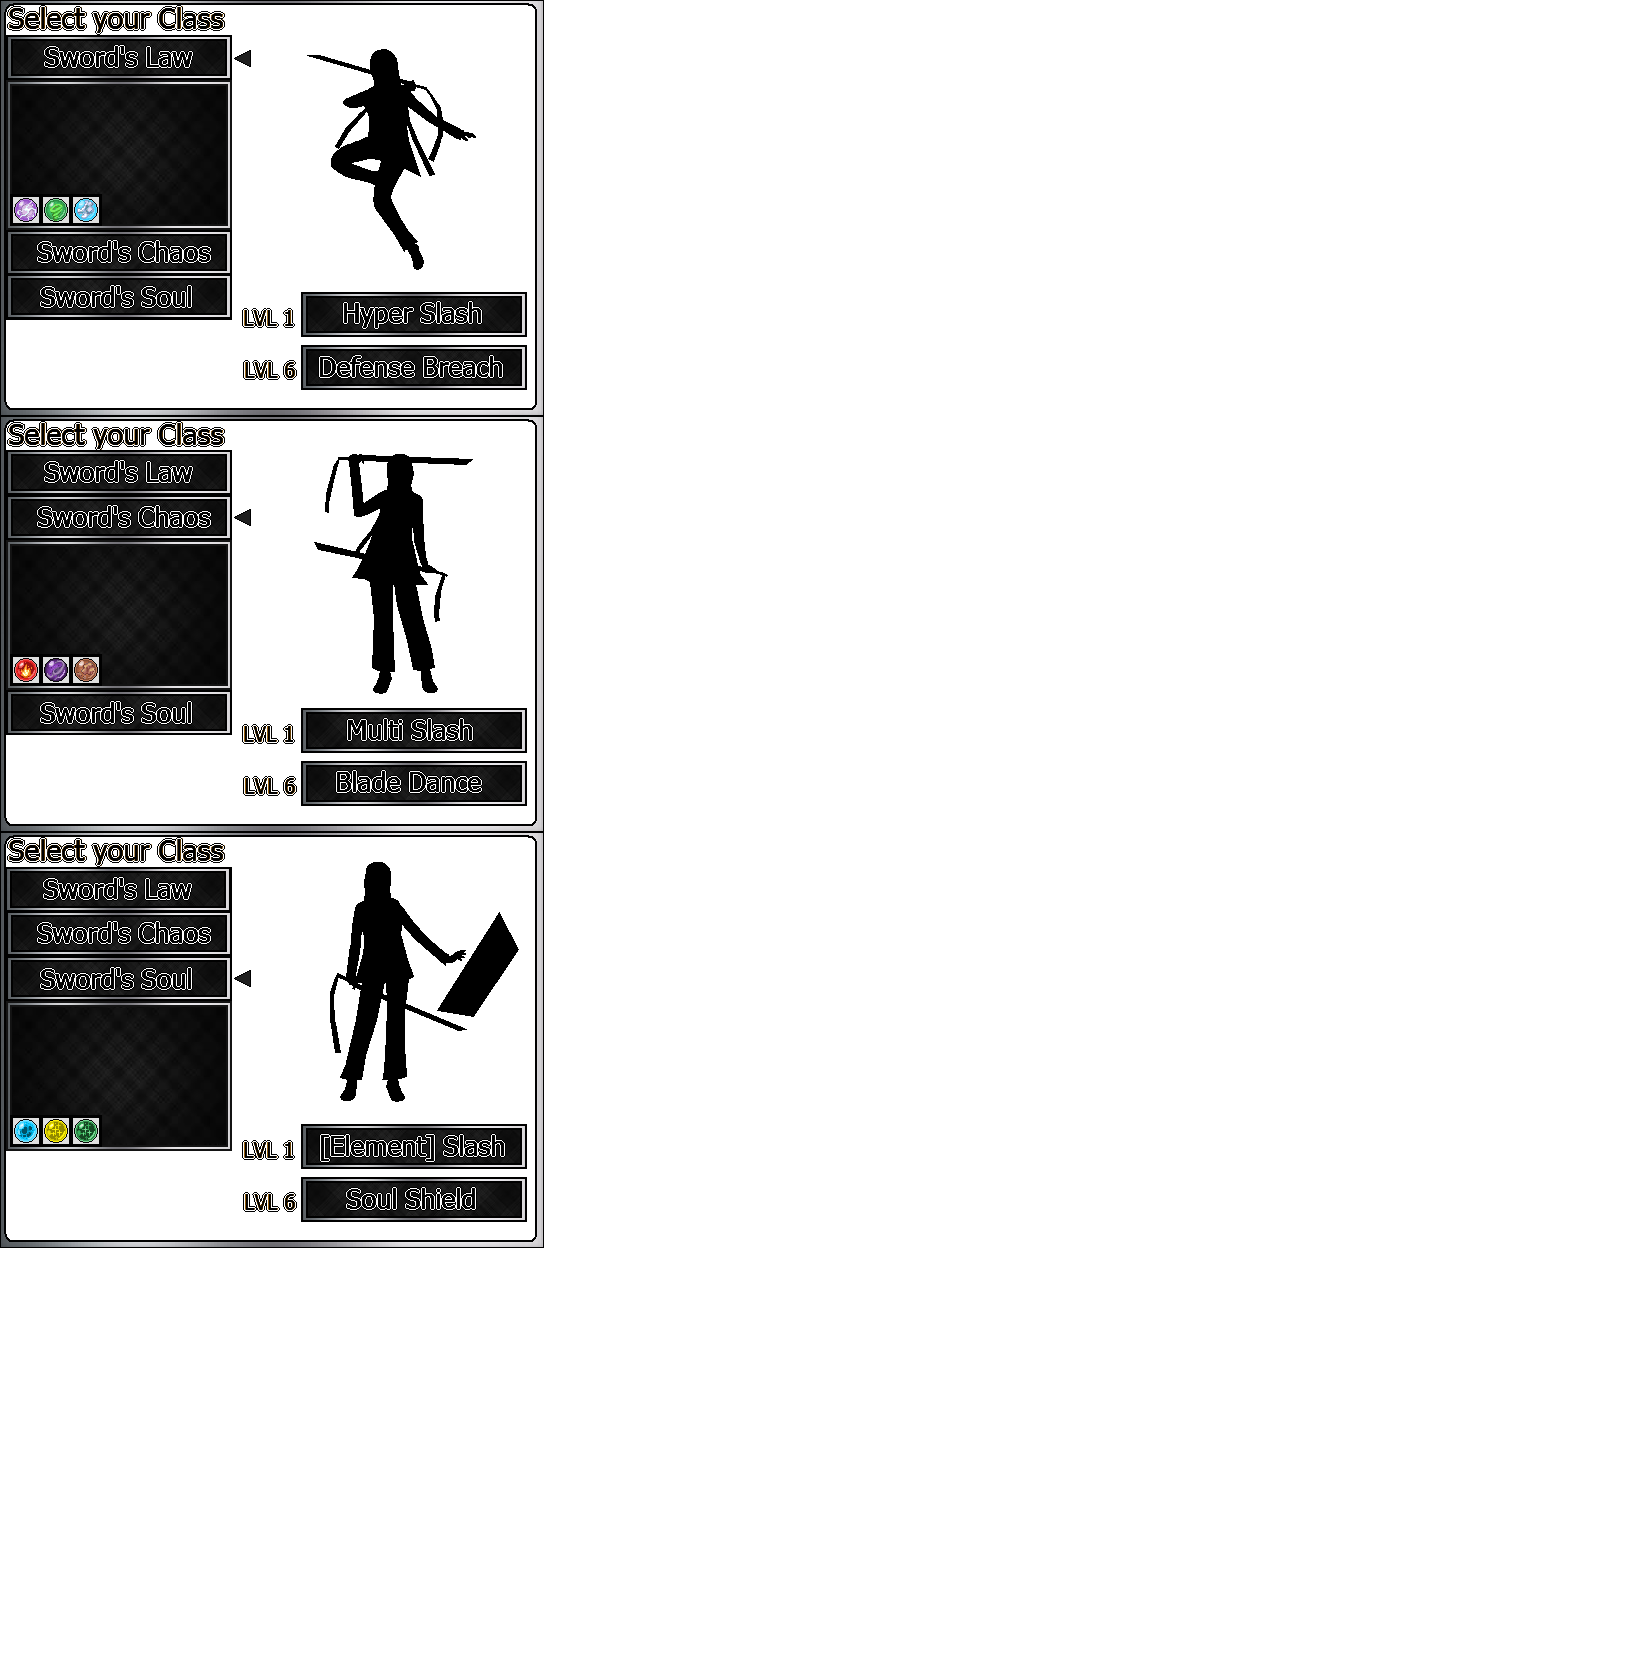 Select your Class
Sword's Law
Sword's Chaos
Sword's Soul
LVL 1 Hyper Slash
LVL 6 Defense Breach
Select your Class
Sword's Law
Sword's Chaos
Sword's Soul
LVL 1 Multi Slash
LVL 6 Blade Dance
Select your Class
Sword's Law
Sword's Chaos
Sword's Soul
LVL 1 [Element] Slash
LVL 6 Soul Shield